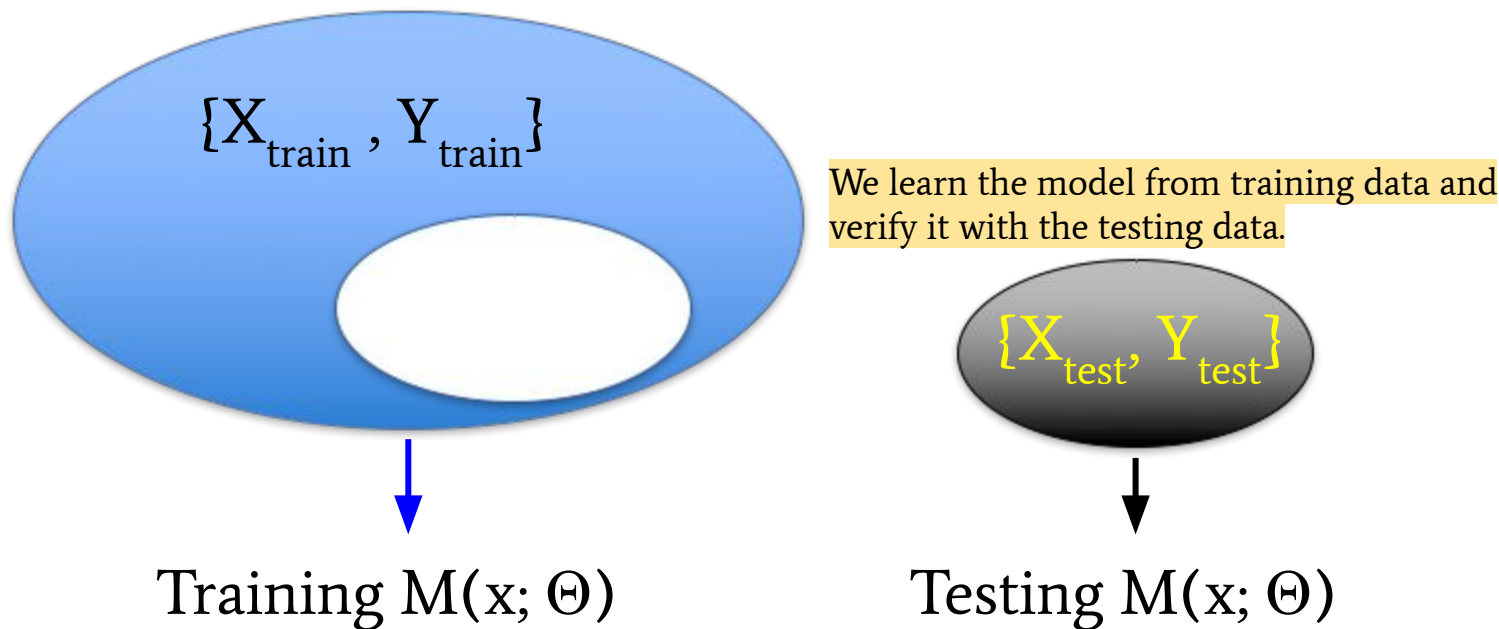 {X_train , Y_train}
We learn the model from training data and
verify it with the testing data.
{X_test, Y_test}
Training M(x; Θ)
Testing M(x; Θ)